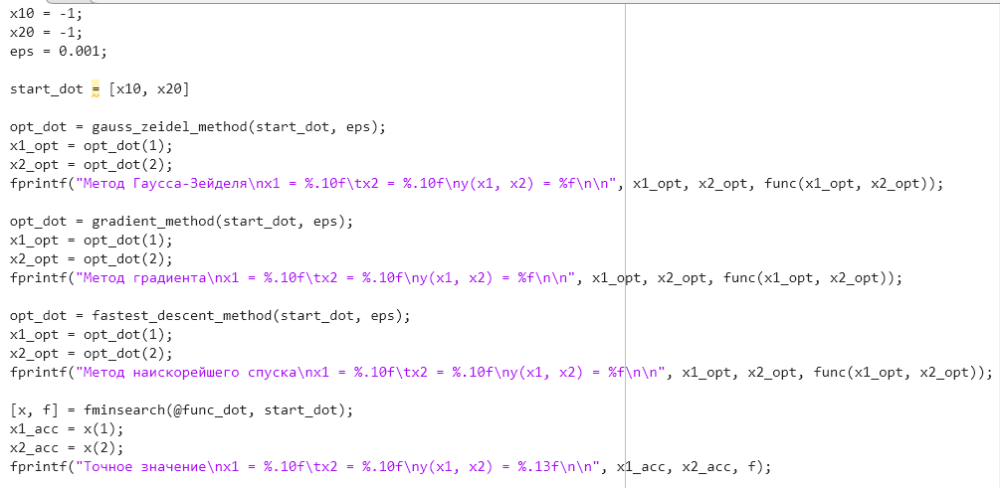 x10 = -1;
x20 = -1;
eps = 0.001;
start_dot = [x10, x20]
opt_dot = gauss_zeidel_method(start_dot, eps);
x1_opt = opt_dot(1);
x2_opt = opt_dot(2);
fprintf("Метод Гаусса-Зейделя\nx1 = %.10f\tx2 = %.10f\ny(x1, x2) = %f\n\n", x1_opt, x2_opt, func(x1_opt, x2_opt));
opt_dot = gradient_method(start_dot, eps);
x1_opt = opt_dot(1);
x2_opt = opt_dot(2);
fprintf("Метод градиента\nx1 = %.10f\tx2 = %.10f\ny(x1, x2) = %f\n\n", x1_opt, x2_opt, func(x1_opt, x2_opt));
opt_dot = fastest_descent_method(start_dot, eps);
x1_opt = opt_dot(1);
x2_opt = opt_dot(2);
fprintf("Метод наискорейшего спуска\nx1 = %.10f\tx2 = %.10f\ny(x1, x2) = %f\n\n", x1_opt, x2_opt, func(x1_opt, x2_opt));
[x, f] = fminsearch(@func_dot, start_dot);
x1_acc = x(1);
x2_acc = x(2);
fprintf("Точное значение\nx1 = %.10f\tx2 = %.10f\ny(x1, x2) = %.13f\n\n", x1_acc, x2_acc, f);